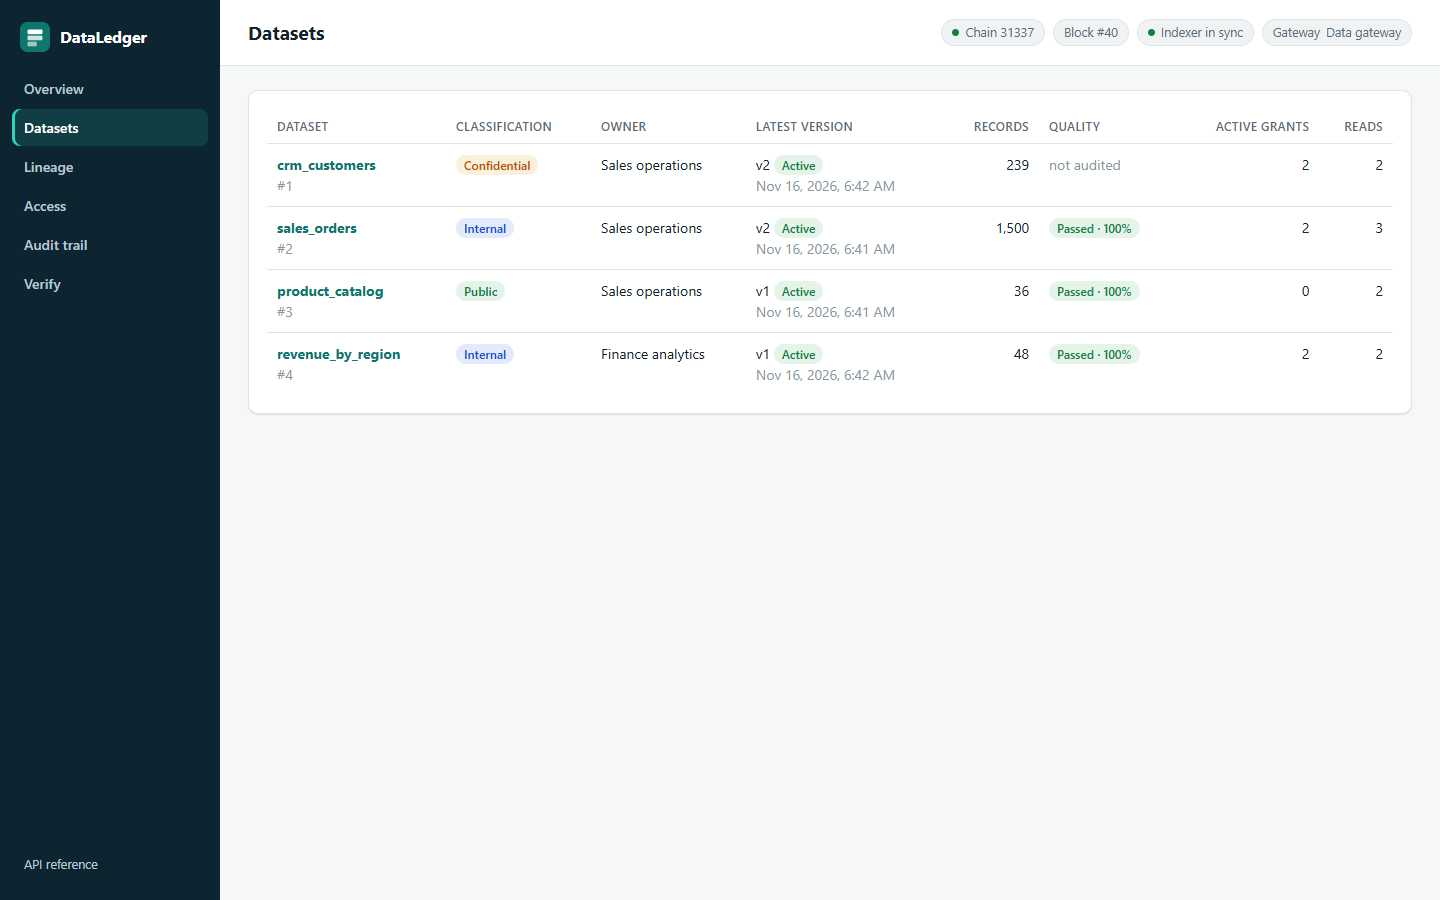 DataLedger
Overview
Datasets
Lineage
Access
Audit trail
Verify
API reference
Datasets
Chain 31337
Block #40
Indexer in sync
Gateway Data gateway
DATASET CLASSIFICATION OWNER LATEST VERSION RECORDS QUALITY ACTIVE GRANTS READS
crm_customers Confidential Sales operations v2 Active 239 not audited 2 2
#1 Nov 16, 2026, 6:42 AM
sales_orders Internal Sales operations v2 Active 1,500 Passed · 100% 2 3
#2 Nov 16, 2026, 6:41 AM
product_catalog Public Sales operations v1 Active 36 Passed · 100% 0 2
#3 Nov 16, 2026, 6:41 AM
revenue_by_region Internal Finance analytics v1 Active 48 Passed · 100% 2 2
#4 Nov 16, 2026, 6:42 AM